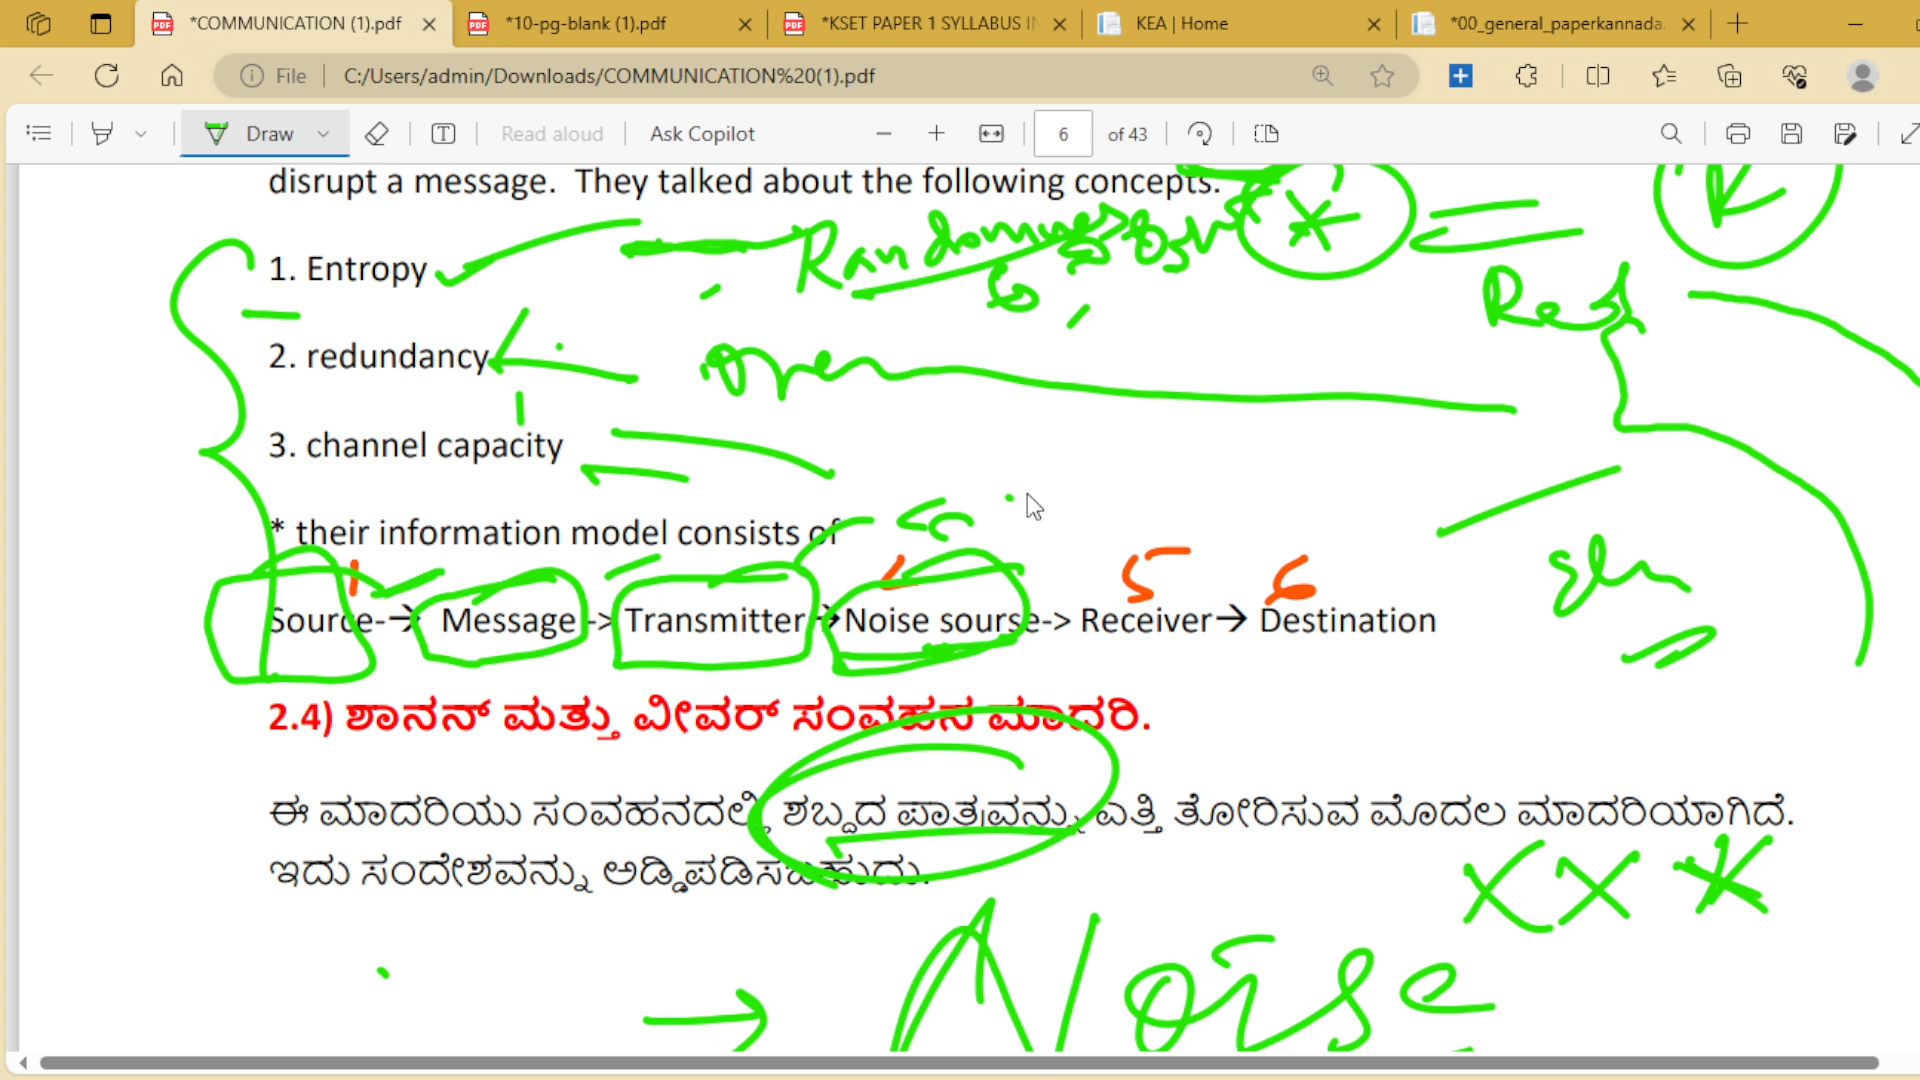 *COMMUNICATION (1).pdf
*10-pg-blank (1).pdf
*KSET PAPER 1 SYLLABUS IN
KEA | Home
*00_general_paperkannada.
File
C:/Users/admin/Downloads/COMMUNICATION%20(1).pdf
Draw
Read aloud
Ask Copilot
6 of 43
disrupt a message. They talked about the following concepts.
1. Entropy
Randomness
2. redundancy
3. channel capacity
* their information model consists of
1 5 6
Source-→ Message -> Transmitter→Noise sourse-> Receiver→ Destination
2.4) ಶಾನನ್ ಮತ್ತು ವೀವರ್ ಸಂವಹನ ಮಾದರಿ.
ಈ ಮಾದರಿಯು ಸಂವಹನದಲ್ಲಿ ಶಬ್ದದ ಪಾತ್ರವನ್ನು ಎತ್ತಿ ತೋರಿಸುವ ಮೊದಲ ಮಾದರಿಯಾಗಿದೆ.
ಇದು ಸಂದೇಶವನ್ನು ಅಡ್ಡಿಪಡಿಸಬಹುದು.
→ Noise